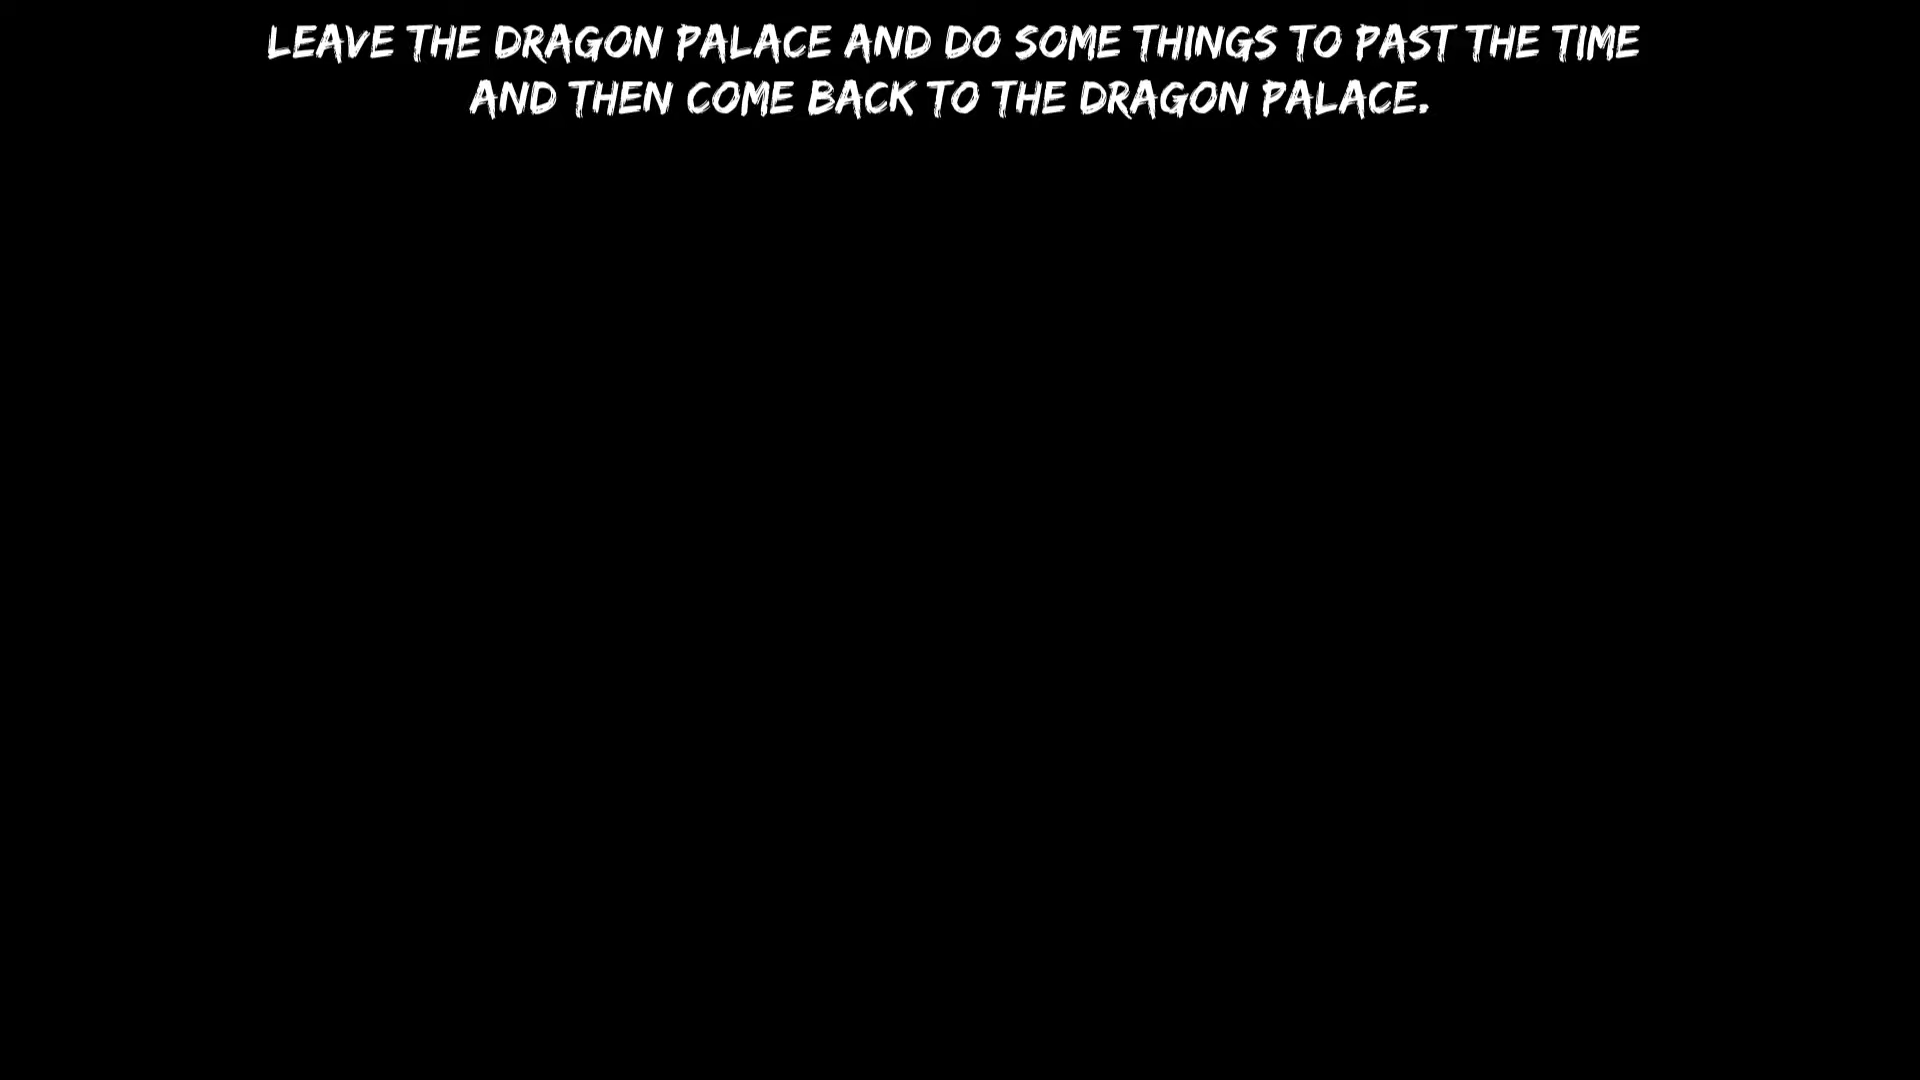 LEAVE THE DRAGON PALACE AND DO SOME THINGS TO PAST THE TIME
AND THEN COME BACK TO THE DRAGON PALACE.